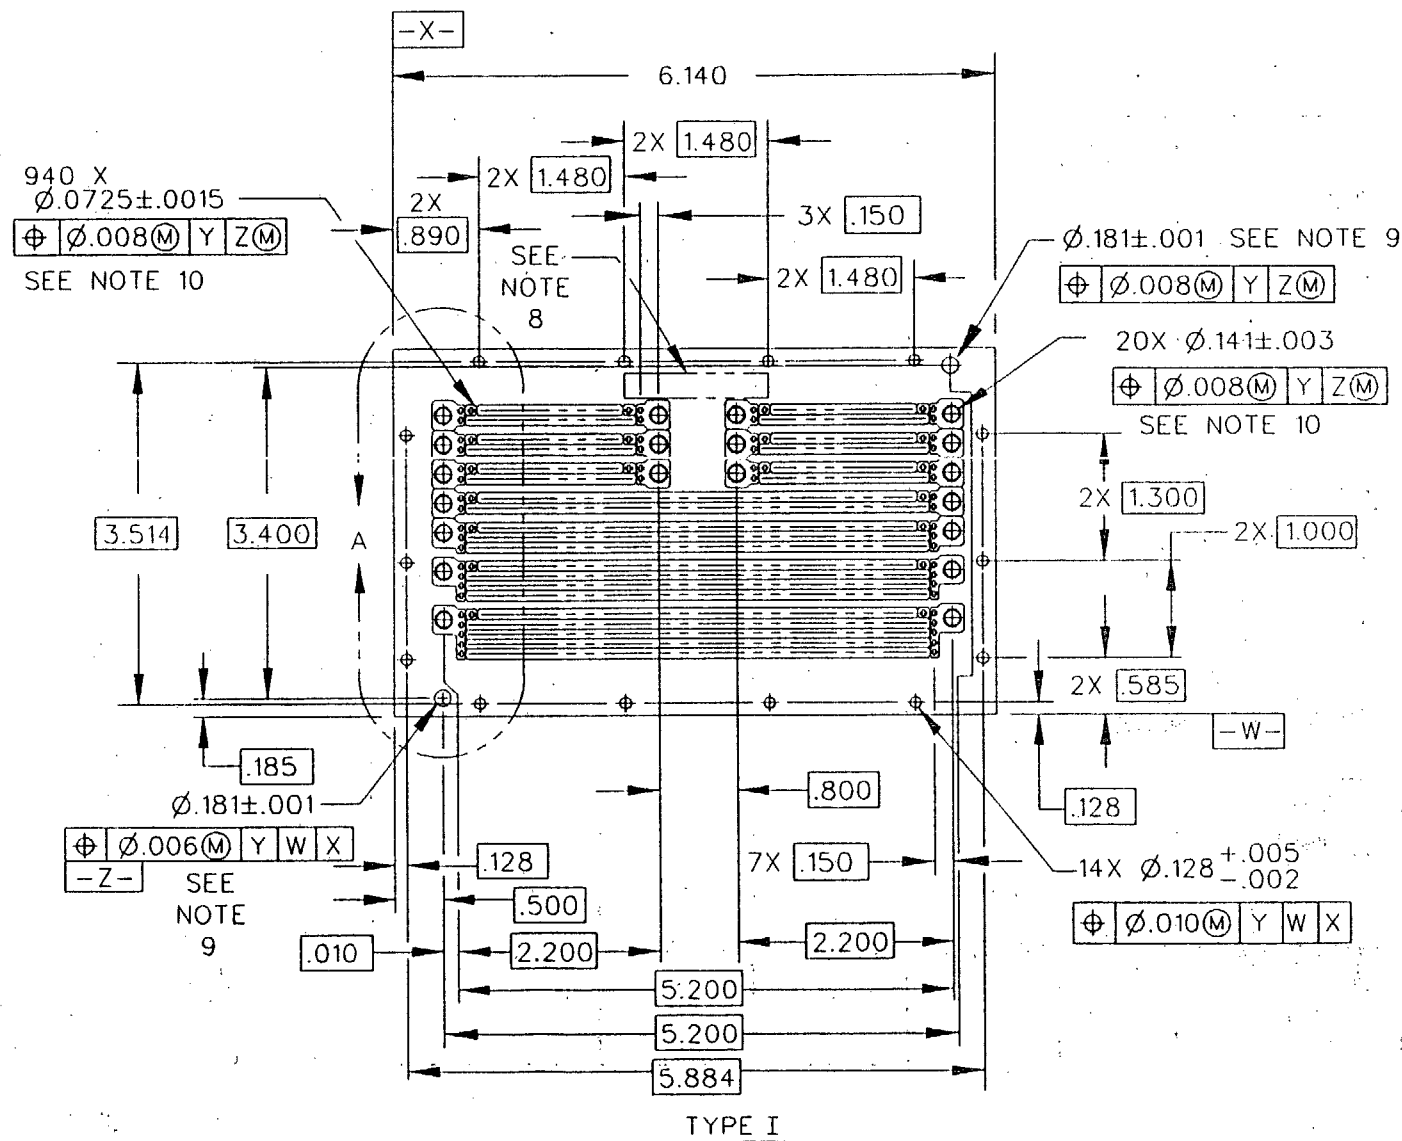 -X-
6.140
2X 1.480
2X 1.480
940 X
Ø.0725±.0015
⌖ Ø.008Ⓜ Y ZⓂ
SEE NOTE 10
2X
.890
3X .150
SEE
NOTE
8
2X 1.480
Ø.181±.001 SEE NOTE 9
⌖ Ø.008Ⓜ Y ZⓂ
20X Ø.141±.003
⌖ Ø.008Ⓜ Y ZⓂ
SEE NOTE 10
3.514
3.400
A
2X 1.300
2X 1.000
2X .585
-W-
.185
Ø.181±.001
⌖ Ø.006Ⓜ Y W X
-Z-
SEE
NOTE
9
.800
.128
.128
7X .150
14X Ø.128 +.005
-.002
⌖ Ø.010Ⓜ Y W X
.500
.010
2.200
2.200
5.200
5.200
5.884
TYPE I